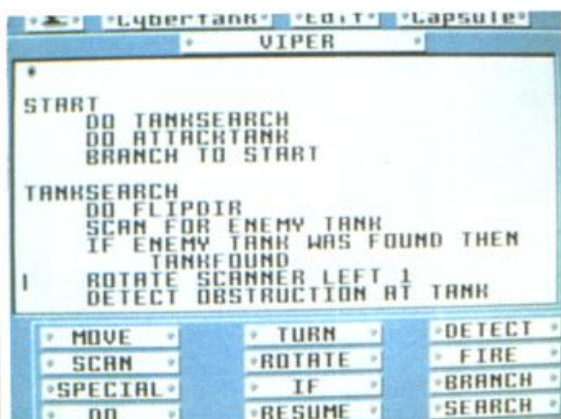 Cybertank Edit Capsule
VIPER
*
START
DO TANKSEARCH
DO ATTACKTANK
BRANCH TO START
TANKSEARCH
DO FLIPDIR
SCAN FOR ENEMY TANK
IF ENEMY TANK WAS FOUND THEN
TANKFOUND
ROTATE SCANNER LEFT 1
DETECT OBSTRUCTION AT TANK
MOVE TURN DETECT
SCAN ROTATE FIRE
SPECIAL IF BRANCH
DO RESUME SEARCH